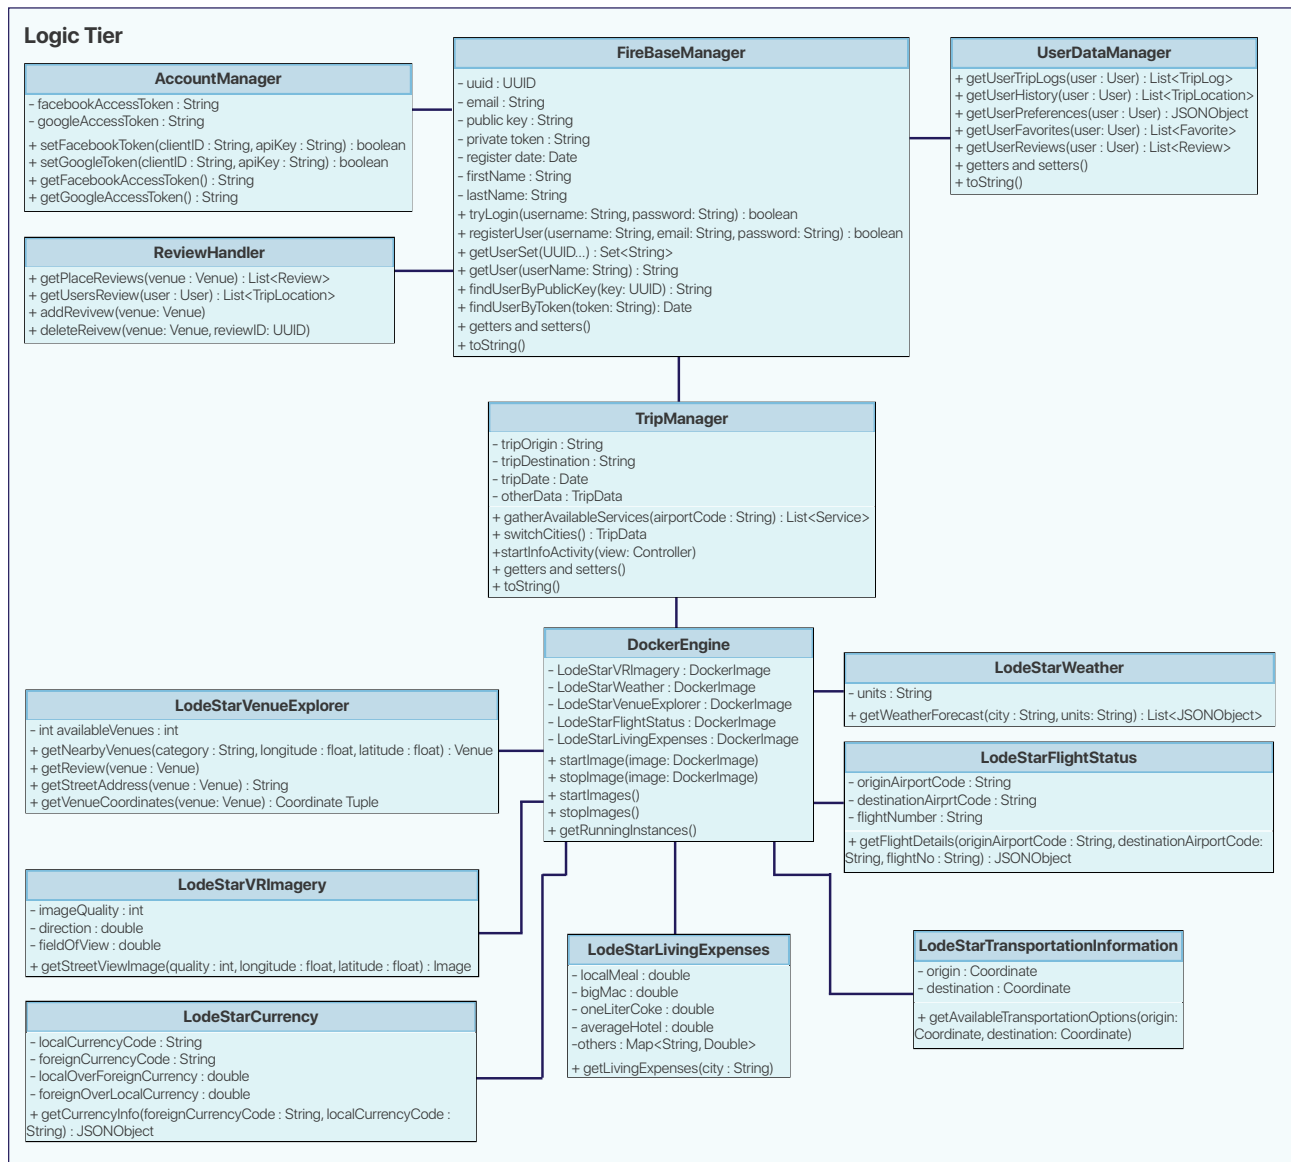 Logic Tier
AccountManager
- facebookAccessToken : String
- googleAccessToken : String
+ setFacebookToken(clientID : String, apiKey : String) : boolean
+ setGoogleToken(clientID : String, apiKey : String) : boolean
+ getFacebookAccessToken() : String
+ getGoogleAccessToken() : String
FireBaseManager
- uuid : UUID
- email : String
- public key : String
- private token : String
- register date: Date
- firstName : String
- lastName: String
+ tryLogin(username: String, password: String) : boolean
+ registerUser(username: String, email: String, password: String) : boolean
+ getUserSet(UUID...) : Set<String>
+ getUser(userName: String) : String
+ findUserByPublicKey(key: UUID) : String
+ findUserByToken(token: String): Date
+ getters and setters()
+ toString()
UserDataManager
+ getUserTripLogs(user : User) : List<TripLog>
+ getUserHistory(user : User) : List<TripLocation>
+ getUserPreferences(user : User) : JSONObject
+ getUserFavorites(user: User) : List<Favorite>
+ getUserReviews(user : User) : List<Review>
+ getters and setters()
+ toString()
ReviewHandler
+ getPlaceReviews(venue : Venue) : List<Review>
+ getUsersReview(user : User) : List<TripLocation>
+ addRevivew(venue: Venue)
+ deleteReivew(venue: Venue, reviewID: UUID)
TripManager
- tripOrigin : String
- tripDestination : String
- tripDate : Date
- otherData : TripData
+ gatherAvailableServices(airportCode : String) : List<Service>
+ switchCities() : TripData
+startInfoActivity(view: Controller)
+ getters and setters()
+ toString()
DockerEngine
- LodeStarVRImagery : DockerImage
- LodeStarWeather : DockerImage
- LodeStarVenueExplorer : DockerImage
- LodeStarFlightStatus : DockerImage
- LodeStarLivingExpenses : DockerImage
+ startImage(image: DockerImage)
+ stopImage(image: DockerImage)
+ startImages()
+ stopImages()
+ getRunningInstances()
LodeStarWeather
- units : String
+ getWeatherForecast(city : String, units: String) : List<JSONObject>
LodeStarVenueExplorer
- int availableVenues : int
+ getNearbyVenues(category : String, longitude : float, latitude : float) : Venue
+ getReview(venue : Venue)
+ getStreetAddress(venue : Venue) : String
+ getVenueCoordinates(venue: Venue) : Coordinate Tuple
LodeStarFlightStatus
- originAirportCode : String
- destinationAirprtCode : String
- flightNumber : String
+ getFlightDetails(originAirportCode : String, destinationAirportCode:
String, flightNo : String) : JSONObject
LodeStarVRImagery
- imageQuality : int
- direction : double
- fieldOfView : double
+ getStreetViewImage(quality : int, longitude : float, latitude : float) : Image
LodeStarLivingExpenses
- localMeal : double
- bigMac : double
- oneLiterCoke : double
- averageHotel : double
-others : Map<String, Double>
+ getLivingExpenses(city : String)
LodeStarTransportationInformation
- origin : Coordinate
- destination : Coordinate
+ getAvailableTransportationOptions(origin:
Coordinate, destination: Coordinate)
LodeStarCurrency
- localCurrencyCode : String
- foreignCurrencyCode : String
- localOverForeignCurrency : double
- foreignOverLocalCurrency : double
+ getCurrencyInfo(foreignCurrencyCode : String, localCurrencyCode :
String) : JSONObject